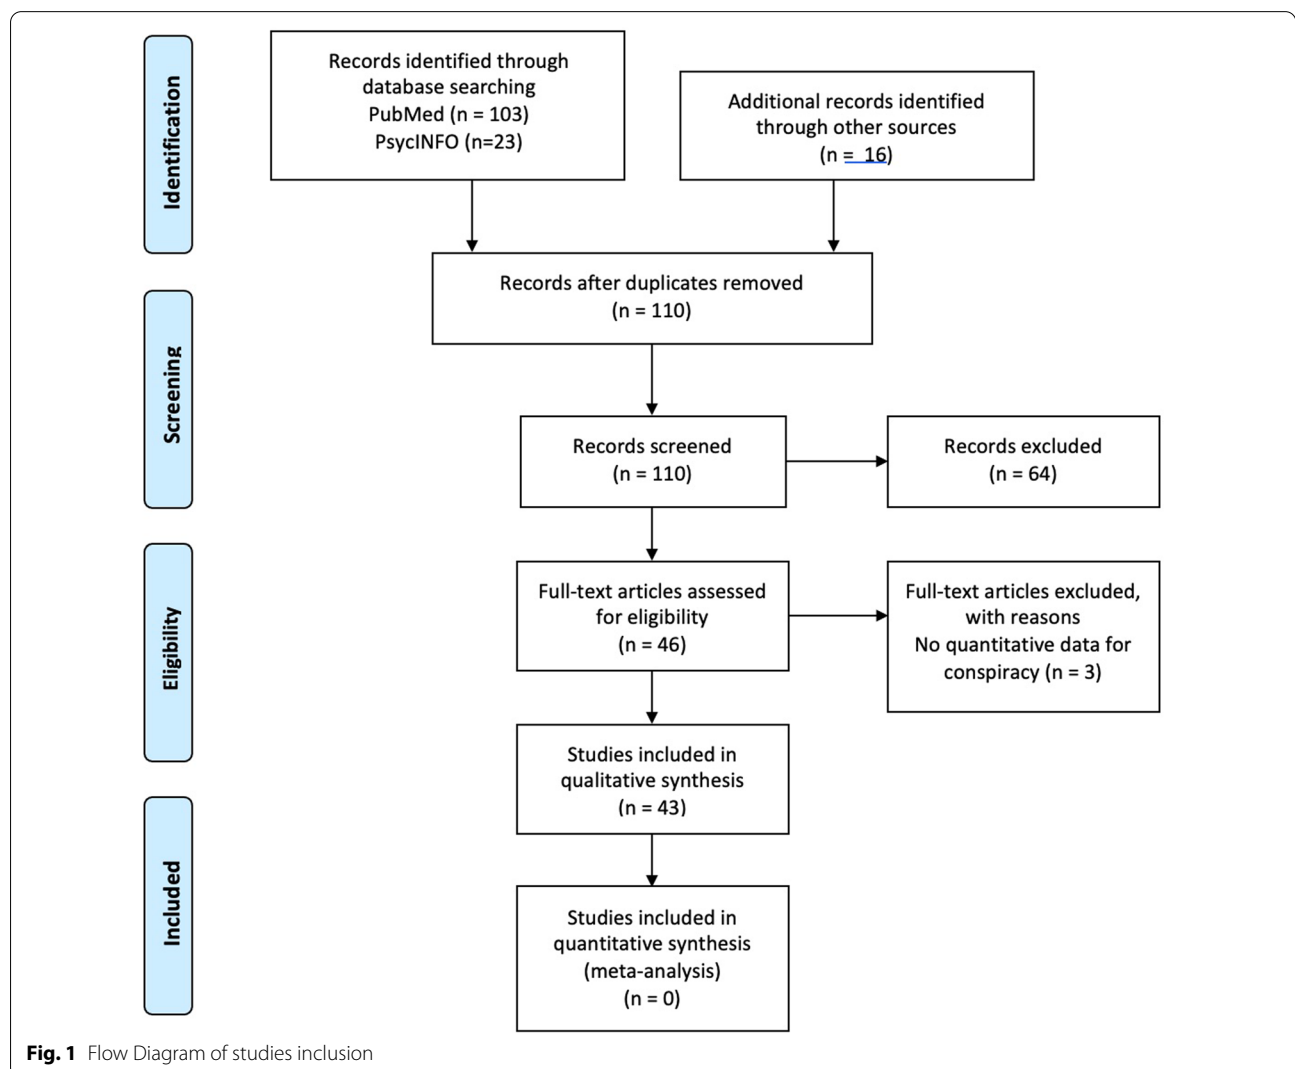 Identification
Records identified through
database searching
PubMed (n = 103)
PsycINFO (n=23)
Additional records identified
through other sources
(n = 16)
Records after duplicates removed
(n = 110)
Screening
Records screened
(n = 110)
Records excluded
(n = 64)
Eligibility
Full-text articles assessed
for eligibility
(n = 46)
Full-text articles excluded,
with reasons
No quantitative data for
conspiracy (n = 3)
Studies included in
qualitative synthesis
(n = 43)
Included
Studies included in
quantitative synthesis
(meta-analysis)
(n = 0)
Fig. 1 Flow Diagram of studies inclusion